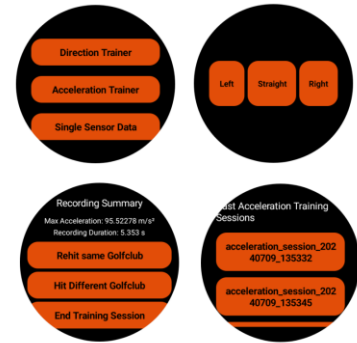 Direction Trainer
Acceleration Trainer
Single Sensor Data
Left Straight Right
Recording Summary
Max Acceleration: 95.52278 m/s²
Recording Duration: 5.353 s
Rehit same Golfclub
Hit Different Golfclub
End Training Session
ast Acceleration Training
Sessions
acceleration_session_202
40709_135332
acceleration_session_202
40709_135345